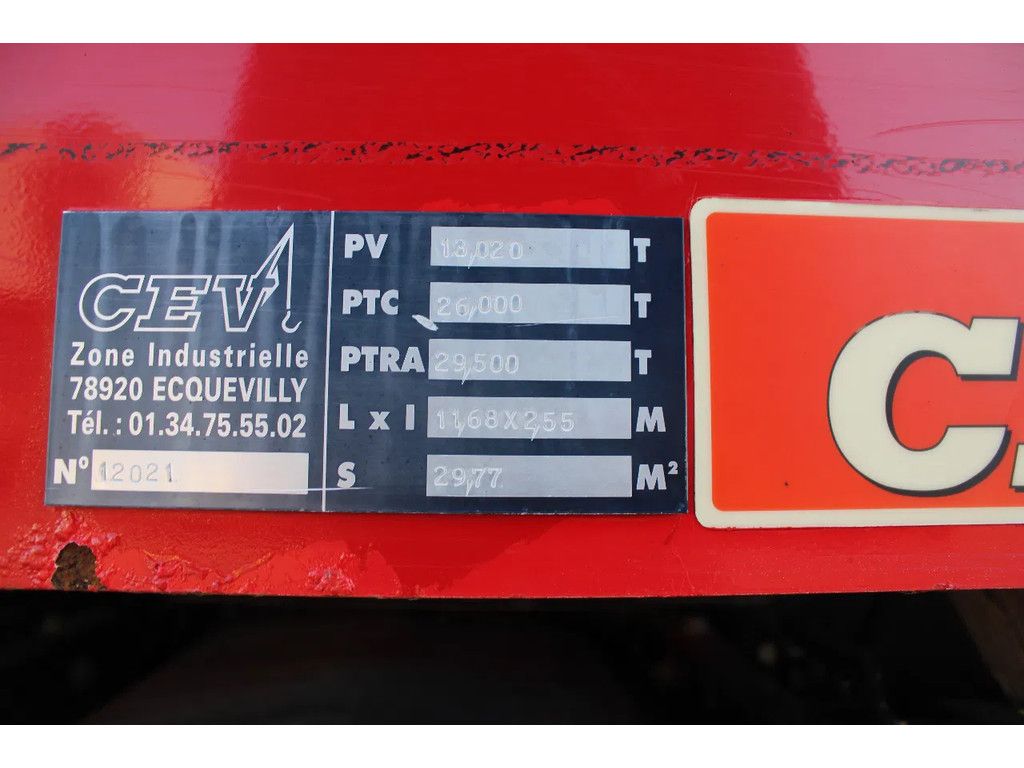 CEV
Zone Industrielle
78920 ECQUEVILLY
Tél. : 01.34.75.55.02
Nº 12021
PV 13,020 T
PTC 26,000 T
PTRA 29,500 T
L x l 11,68X2,55 M
S 29,77 M²
C